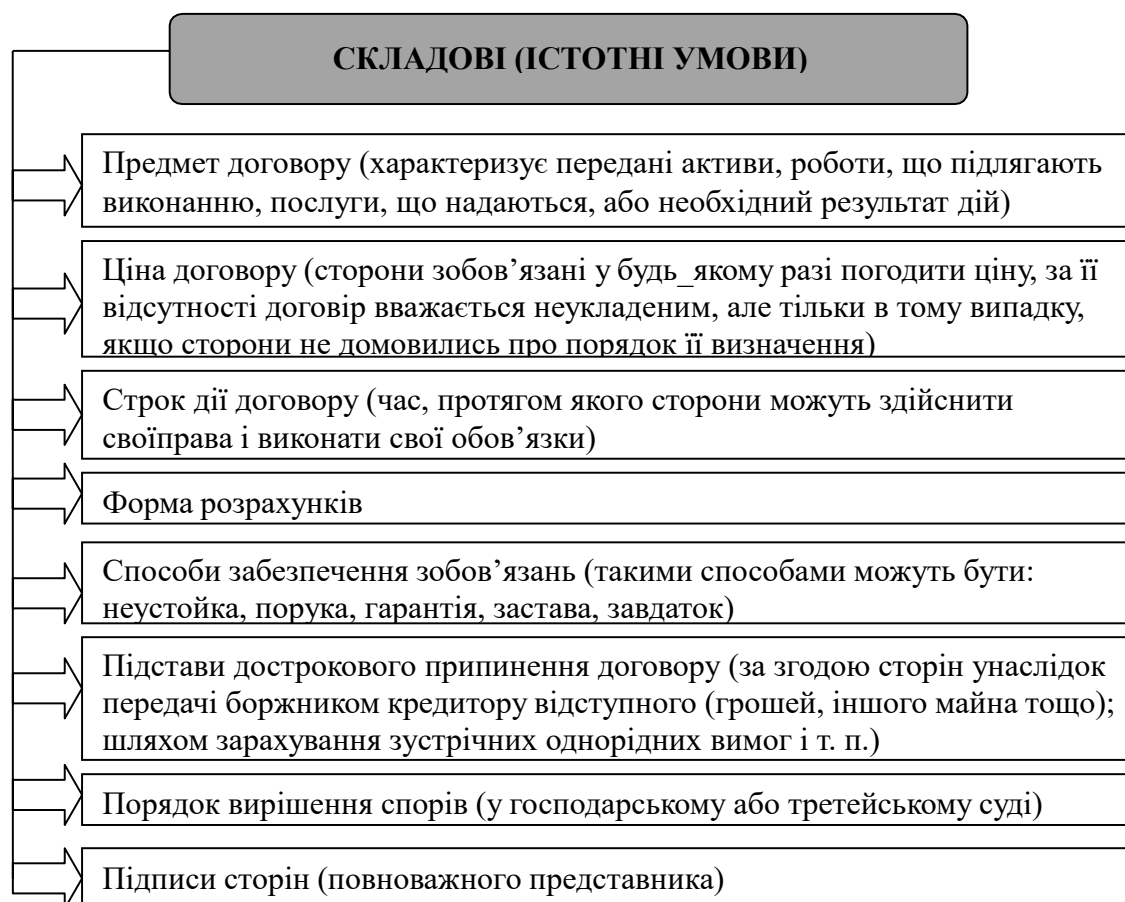 СКЛАДОВІ (ІСТОТНІ УМОВИ)
Предмет договору (характеризує передані активи, роботи, що підлягають
виконанню, послуги, що надаються, або необхідний результат дій)
Ціна договору (сторони зобов’язані у будь_якому разі погодити ціну, за її
відсутності договір вважається неукладеним, але тільки в тому випадку,
якщо сторони не домовились про порядок її визначення)
Строк дії договору (час, протягом якого сторони можуть здійснити
своїправа і виконати свої обов’язки)
Форма розрахунків
Способи забезпечення зобов’язань (такими способами можуть бути:
неустойка, порука, гарантія, застава, завдаток)
Підстави дострокового припинення договору (за згодою сторін унаслідок
передачі боржником кредитору відступного (грошей, іншого майна тощо);
шляхом зарахування зустрічних однорідних вимог і т. п.)
Порядок вирішення спорів (у господарському або третейському суді)
Підписи сторін (повноважного представника)